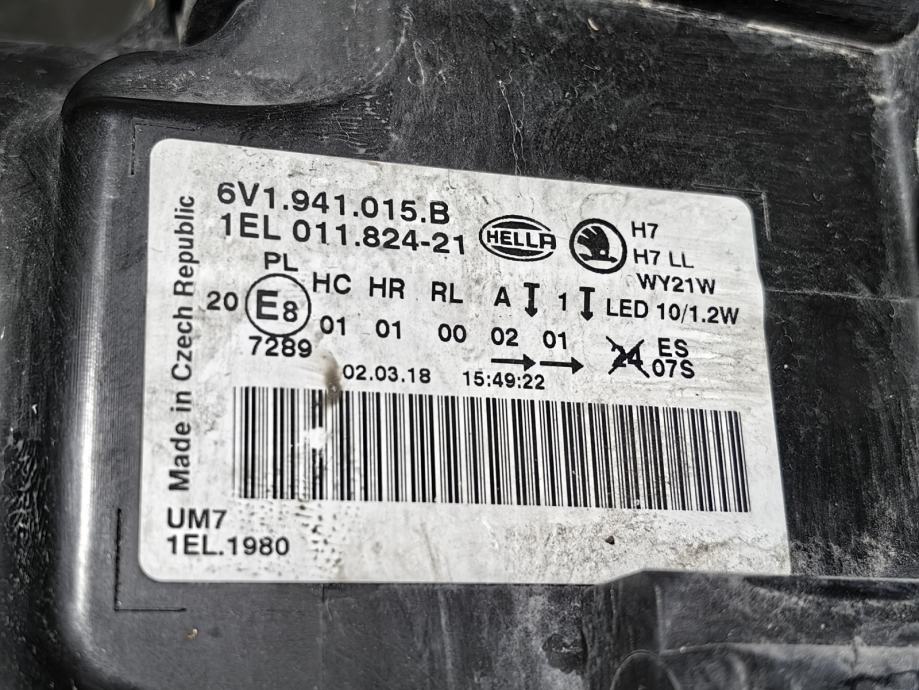 6V1.941.015.B
1EL 011.824-21
HELLA
H7
H7 LL
WY21W
LED 10/1.2W
PL
20 E8 HC HR RL A 1
7289 01 01 00 02 01
24 ES
07S
02.03.18 15:49:22
Made in Czech Republic
UM7
1EL.1980